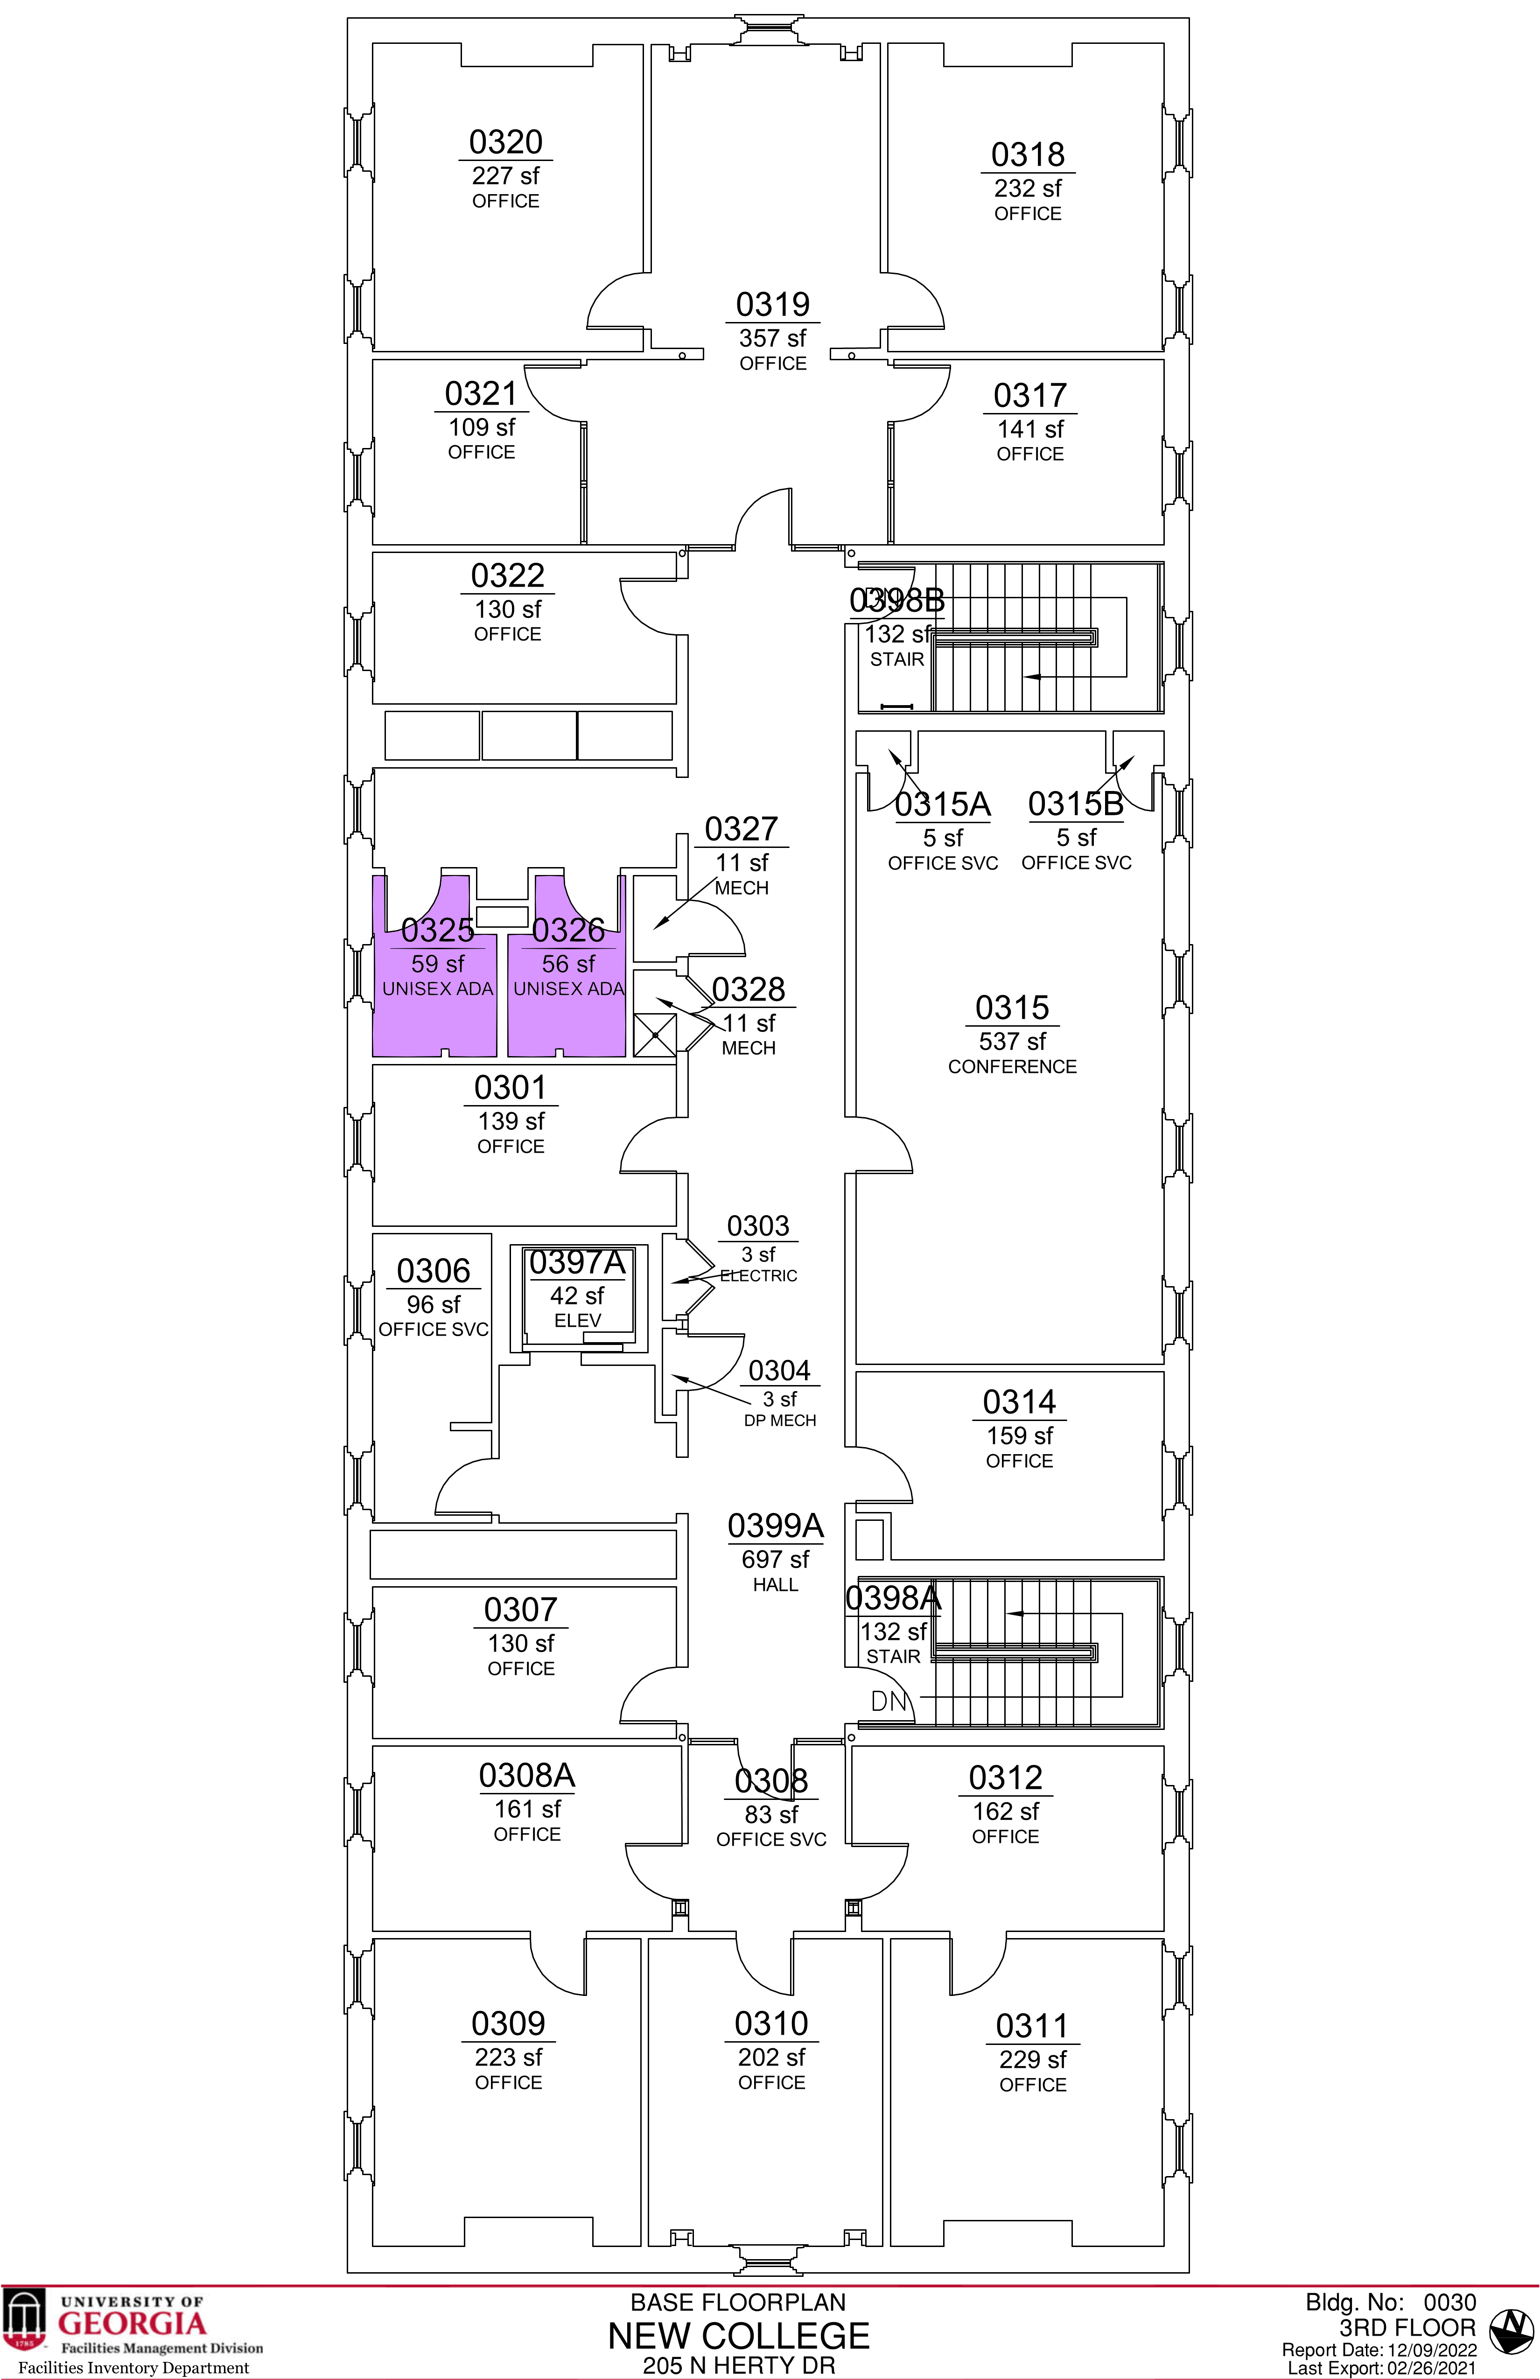 0320
227 sf
OFFICE
0318
232 sf
OFFICE
0319
357 sf
OFFICE
0321
109 sf
OFFICE
0317
141 sf
OFFICE
0322
130 sf
OFFICE
DN
0398B
132 sf
STAIR
0315A
5 sf
OFFICE SVC
0315B
5 sf
OFFICE SVC
0327
11 sf
MECH
0325
59 sf
UNISEX ADA
0326
56 sf
UNISEX ADA
0328
11 sf
MECH
0315
537 sf
CONFERENCE
0301
139 sf
OFFICE
0303
3 sf
ELECTRIC
0306
96 sf
OFFICE SVC
0397A
42 sf
ELEV
0304
3 sf
DP MECH
0314
159 sf
OFFICE
0399A
697 sf
HALL
0307
130 sf
OFFICE
0398A
132 sf
STAIR
DN
0308A
161 sf
OFFICE
0308
83 sf
OFFICE SVC
0312
162 sf
OFFICE
0309
223 sf
OFFICE
0310
202 sf
OFFICE
0311
229 sf
OFFICE
1785
UNIVERSITY OF
GEORGIA
Facilities Management Division
Facilities Inventory Department
BASE FLOORPLAN
NEW COLLEGE
205 N HERTY DR
Bldg. No: 0030
3RD FLOOR
Report Date: 12/09/2022
Last Export: 02/26/2021
N